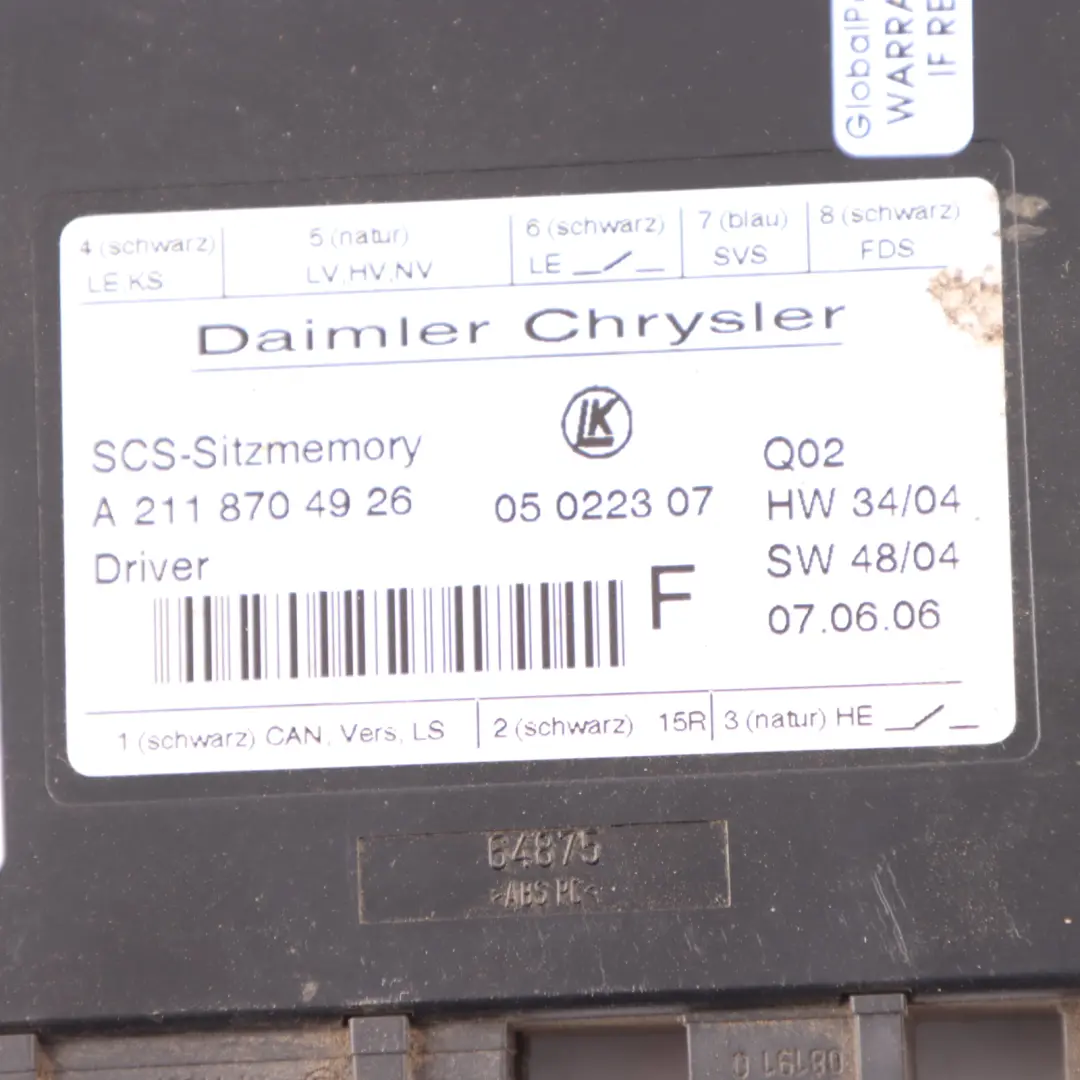 GlobalP
WARRA
IF RE
4 (schwarz) 5 (natur) 6 (schwarz) 7 (blau) 8 (schwarz)
LE KS LV, HV, NV LE SVS FDS
Daimler Chrysler
LK
SCS-Sitzmemory Q02
A 211 870 49 26 05 0223 07 HW 34/04
Driver SW 48/04
F 07.06.06
1 (schwarz) CAN, Vers, LS 2 (schwarz) 15R 3 (natur) HE
64875
>ABS PC<
08191 0